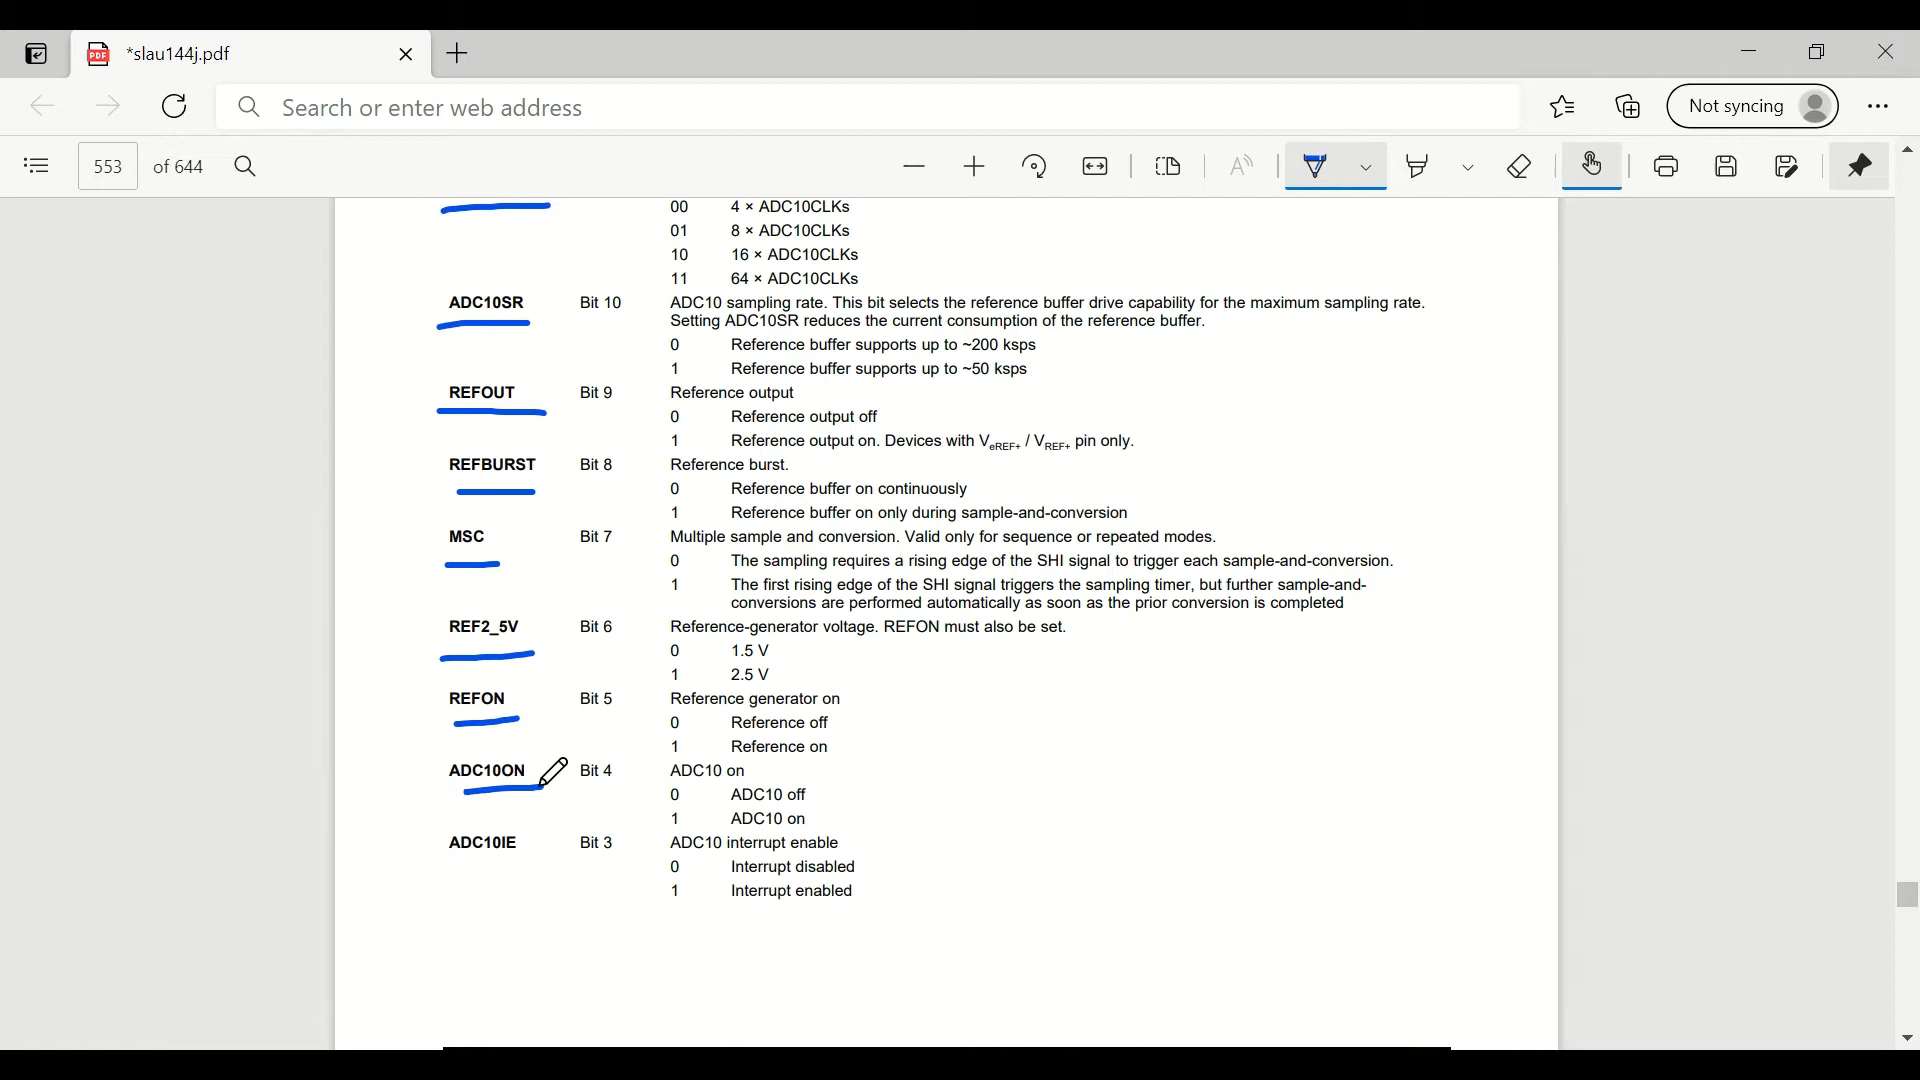 *slau144j.pdf
Search or enter web address
Not syncing
553 of 644
00 4 × ADC10CLKs
01 8 × ADC10CLKs
10 16 × ADC10CLKs
11 64 × ADC10CLKs
ADC10SR Bit 10 ADC10 sampling rate. This bit selects the reference buffer drive capability for the maximum sampling rate.
Setting ADC10SR reduces the current consumption of the reference buffer.
0 Reference buffer supports up to ~200 ksps
1 Reference buffer supports up to ~50 ksps
REFOUT Bit 9 Reference output
0 Reference output off
1 Reference output on. Devices with VeREF+ / VREF+ pin only.
REFBURST Bit 8 Reference burst.
0 Reference buffer on continuously
1 Reference buffer on only during sample-and-conversion
MSC Bit 7 Multiple sample and conversion. Valid only for sequence or repeated modes.
0 The sampling requires a rising edge of the SHI signal to trigger each sample-and-conversion.
1 The first rising edge of the SHI signal triggers the sampling timer, but further sample-and-
conversions are performed automatically as soon as the prior conversion is completed
REF2_5V Bit 6 Reference-generator voltage. REFON must also be set.
0 1.5 V
1 2.5 V
REFON Bit 5 Reference generator on
0 Reference off
1 Reference on
ADC10ON Bit 4 ADC10 on
0 ADC10 off
1 ADC10 on
ADC10IE Bit 3 ADC10 interrupt enable
0 Interrupt disabled
1 Interrupt enabled